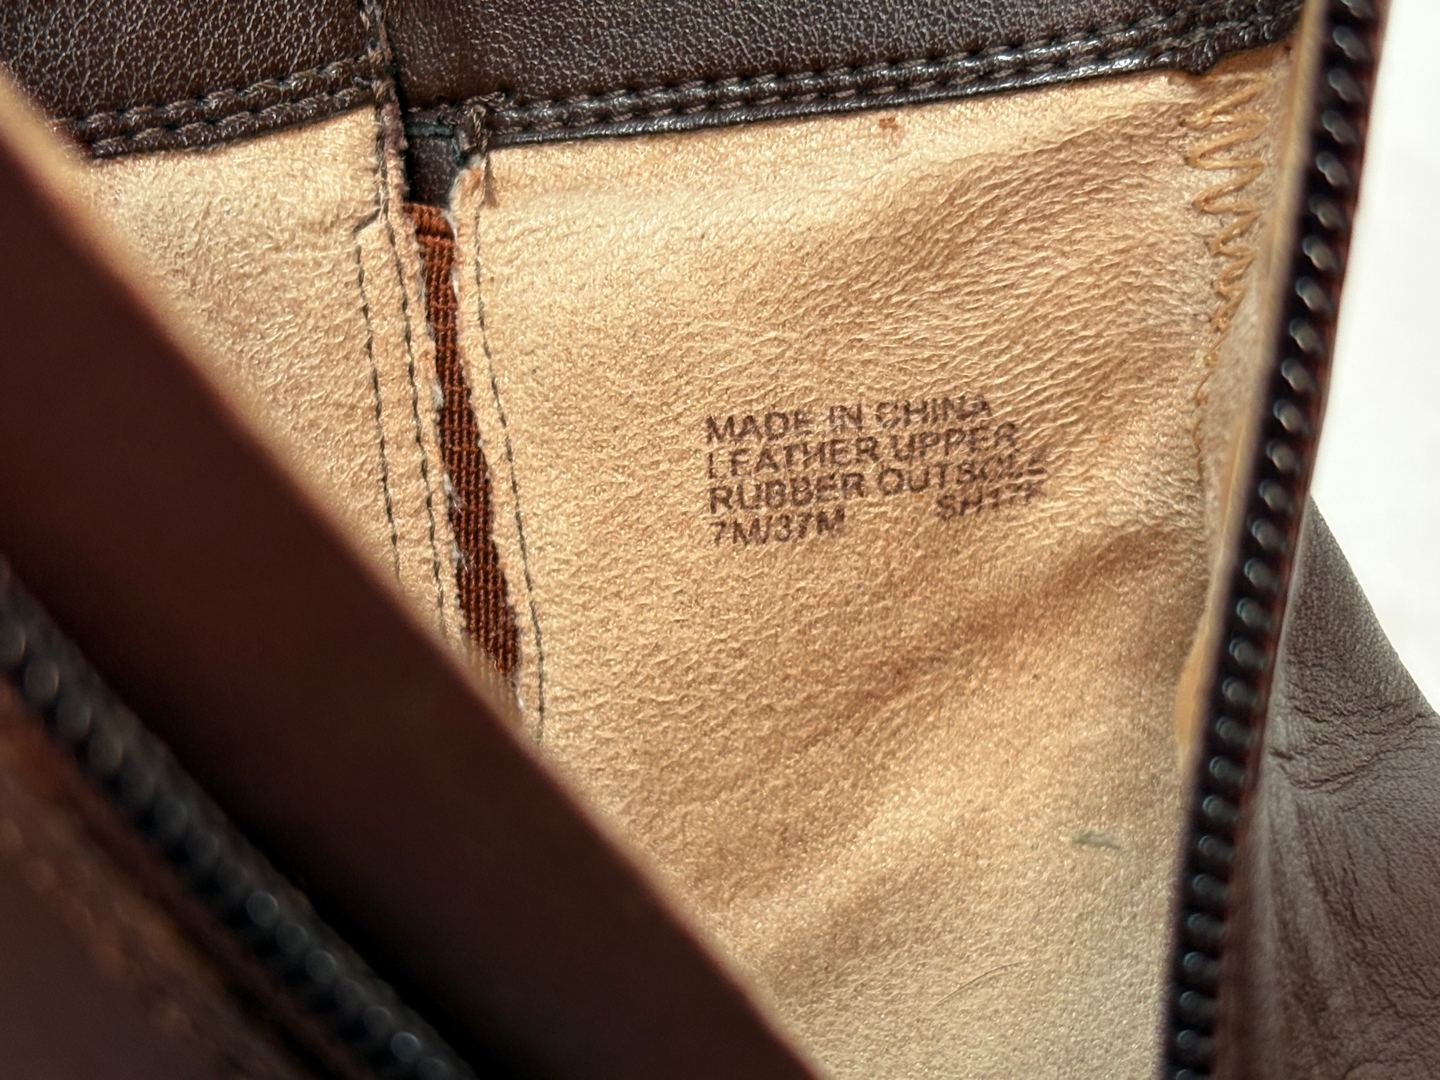 MADE IN CHINA
LEATHER UPPER
RUBBER OUTSOLE
7M/37M